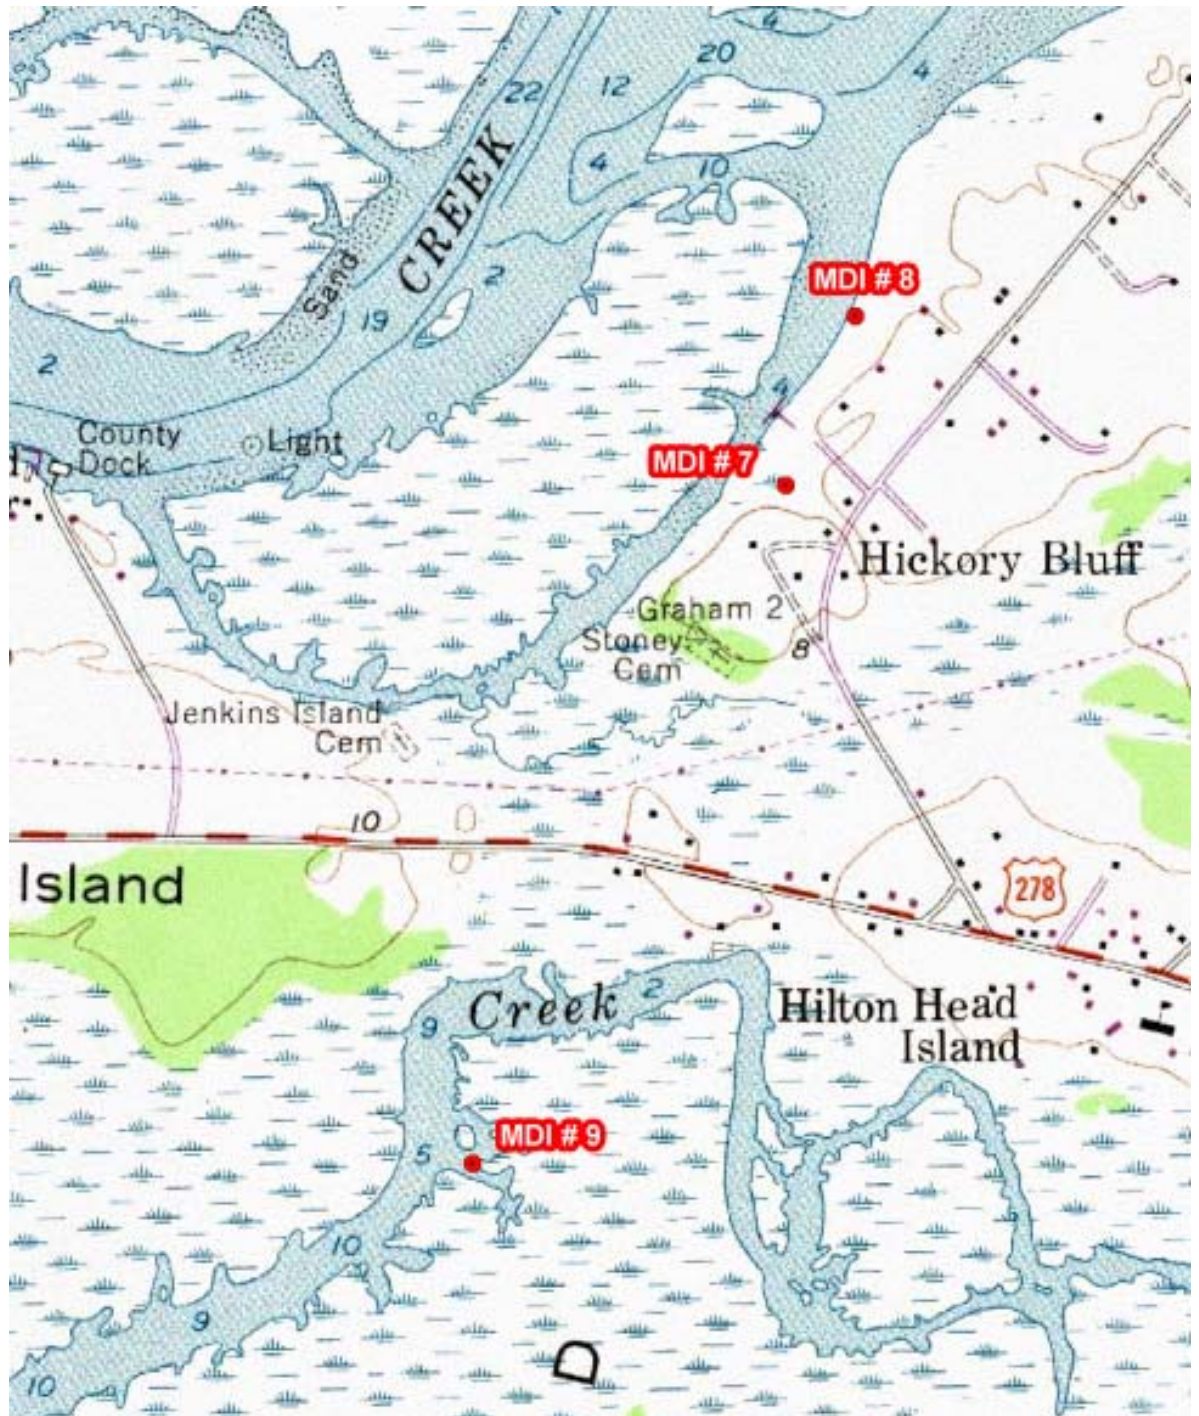 4
20
4
22
12
CREEK
4
10
2
Sand
MDI # 8
19
2
4
County
Dock
Light
MDI # 7
Hickory Bluff
Graham 2
Stoney
Cem
8
Jenkins Island
Cem
10
Island
278
Creek
2
9
Hilton Head
Island
MDI # 9
5
10
9
D
10